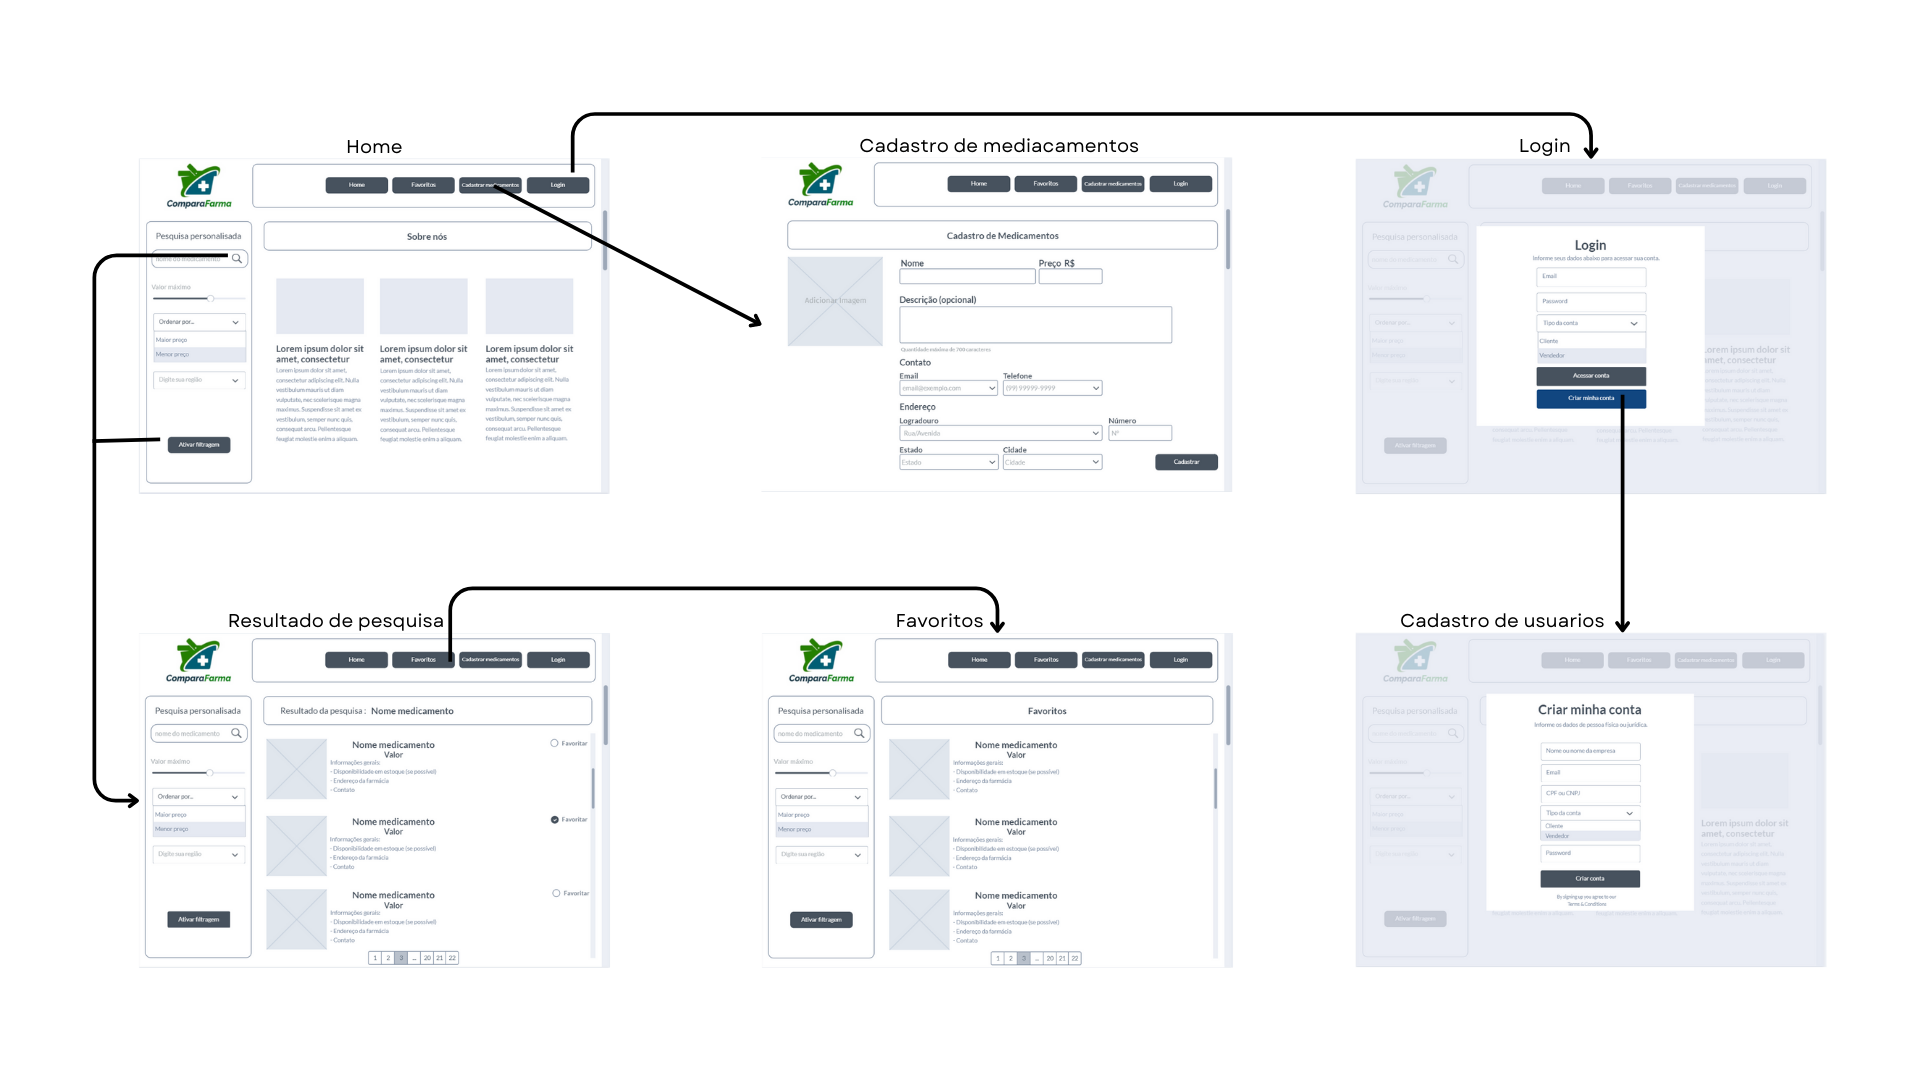 Home
ComparaFarma
Home
Favoritos
Cadastrar medicamentos
Login
Pesquisa personalisada
nome do medicamento
Valor máximo
Ordenar por...
Maior preço
Menor preço
Digite sua região
Ativar filtragem
Sobre nós
Lorem ipsum dolor sit
amet, consectetur
Lorem ipsum dolor sit amet,
consectetur adipiscing elit. Nulla
vestibulum mauris ut diam
vulputate, nec scelerisque magna
maximus. Suspendisse sit amet ex
vestibulum, semper nunc quis,
consequat arcu. Pellentesque
feugiat molestie enim a aliquam.
Lorem ipsum dolor sit
amet, consectetur
Lorem ipsum dolor sit amet,
consectetur adipiscing elit. Nulla
vestibulum mauris ut diam
vulputate, nec scelerisque magna
maximus. Suspendisse sit amet ex
vestibulum, semper nunc quis,
consequat arcu. Pellentesque
feugiat molestie enim a aliquam.
Lorem ipsum dolor sit
amet, consectetur
Lorem ipsum dolor sit amet,
consectetur adipiscing elit. Nulla
vestibulum mauris ut diam
vulputate, nec scelerisque magna
maximus. Suspendisse sit amet ex
vestibulum, semper nunc quis,
consequat arcu. Pellentesque
feugiat molestie enim a aliquam.
Cadastro de mediacamentos
ComparaFarma
Home
Favoritos
Cadastrar medicamentos
Login
Cadastro de Medicamentos
Adicionar Imagem
Nome
Preço R$
Descrição (opcional)
Quantidade máxima de 500 caracteres
Contato
Email
Telefone
email@exemplo.com
(99) 99999-9999
Endereço
Logradouro
Número
Rua/Avenida
N°
Estado
Cidade
Estado
Cidade
Cadastrar
Login
ComparaFarma
Home
Favoritos
Cadastrar medicamentos
Login
Pesquisa personalisada
Ordenar por...
Maior preço
Menor preço
Ativar filtragem
Login
Informe seus dados abaixo para acessar sua conta.
Email
Password
Tipo da conta
Cliente
Vendedor
Acessar conta
Criar minha conta
Lorem ipsum dolor sit
amet, consectetur
Resultado de pesquisa
ComparaFarma
Home
Favoritos
Cadastrar medicamentos
Login
Pesquisa personalisada
nome do medicamento
Valor máximo
Ordenar por...
Maior preço
Menor preço
Digite sua região
Ativar filtragem
Resultado da pesquisa : Nome medicamento
Nome medicamento
Valor
Informações gerais:
- Disponibilidade em estoque (se possível)
- Endereço da farmácia
- Contato
Favoritar
Nome medicamento
Valor
Informações gerais:
- Disponibilidade em estoque (se possível)
- Endereço da farmácia
- Contato
Favoritar
Nome medicamento
Valor
Informações gerais:
- Disponibilidade em estoque (se possível)
- Endereço da farmácia
- Contato
Favoritar
1 2 3 ... 20 21 22
Favoritos
ComparaFarma
Home
Favoritos
Cadastrar medicamentos
Login
Pesquisa personalisada
nome do medicamento
Valor máximo
Ordenar por...
Maior preço
Menor preço
Digite sua região
Ativar filtragem
Favoritos
Nome medicamento
Valor
Informações gerais:
- Disponibilidade em estoque (se possível)
- Endereço da farmácia
- Contato
Nome medicamento
Valor
Informações gerais:
- Disponibilidade em estoque (se possível)
- Endereço da farmácia
- Contato
Nome medicamento
Valor
Informações gerais:
- Disponibilidade em estoque (se possível)
- Endereço da farmácia
- Contato
1 2 3 ... 20 21 22
Cadastro de usuarios
ComparaFarma
Home
Favoritos
Cadastrar medicamentos
Login
Pesquisa personalisada
Ordenar por...
Maior preço
Menor preço
Ativar filtragem
Criar minha conta
Informe os dados de pessoa física ou jurídica.
Nome ou nome da empresa
Email
CPF ou CNPJ
Tipo da conta
Cliente
Vendedor
Password
Criar conta
By signing up you agree to our
Terms & Conditions
Lorem ipsum dolor sit
amet, consectetur